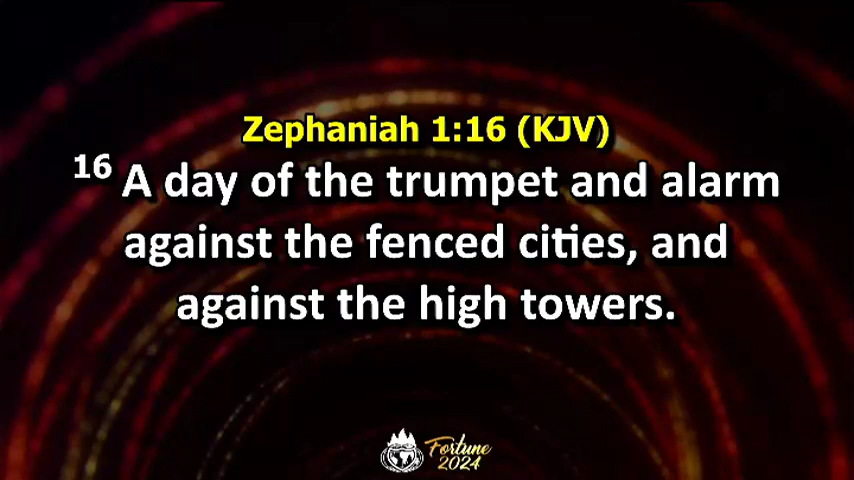 Zephaniah 1:16 (KJV)
16 A day of the trumpet and alarm
against the fenced cities, and
against the high towers.
Fortune
2024